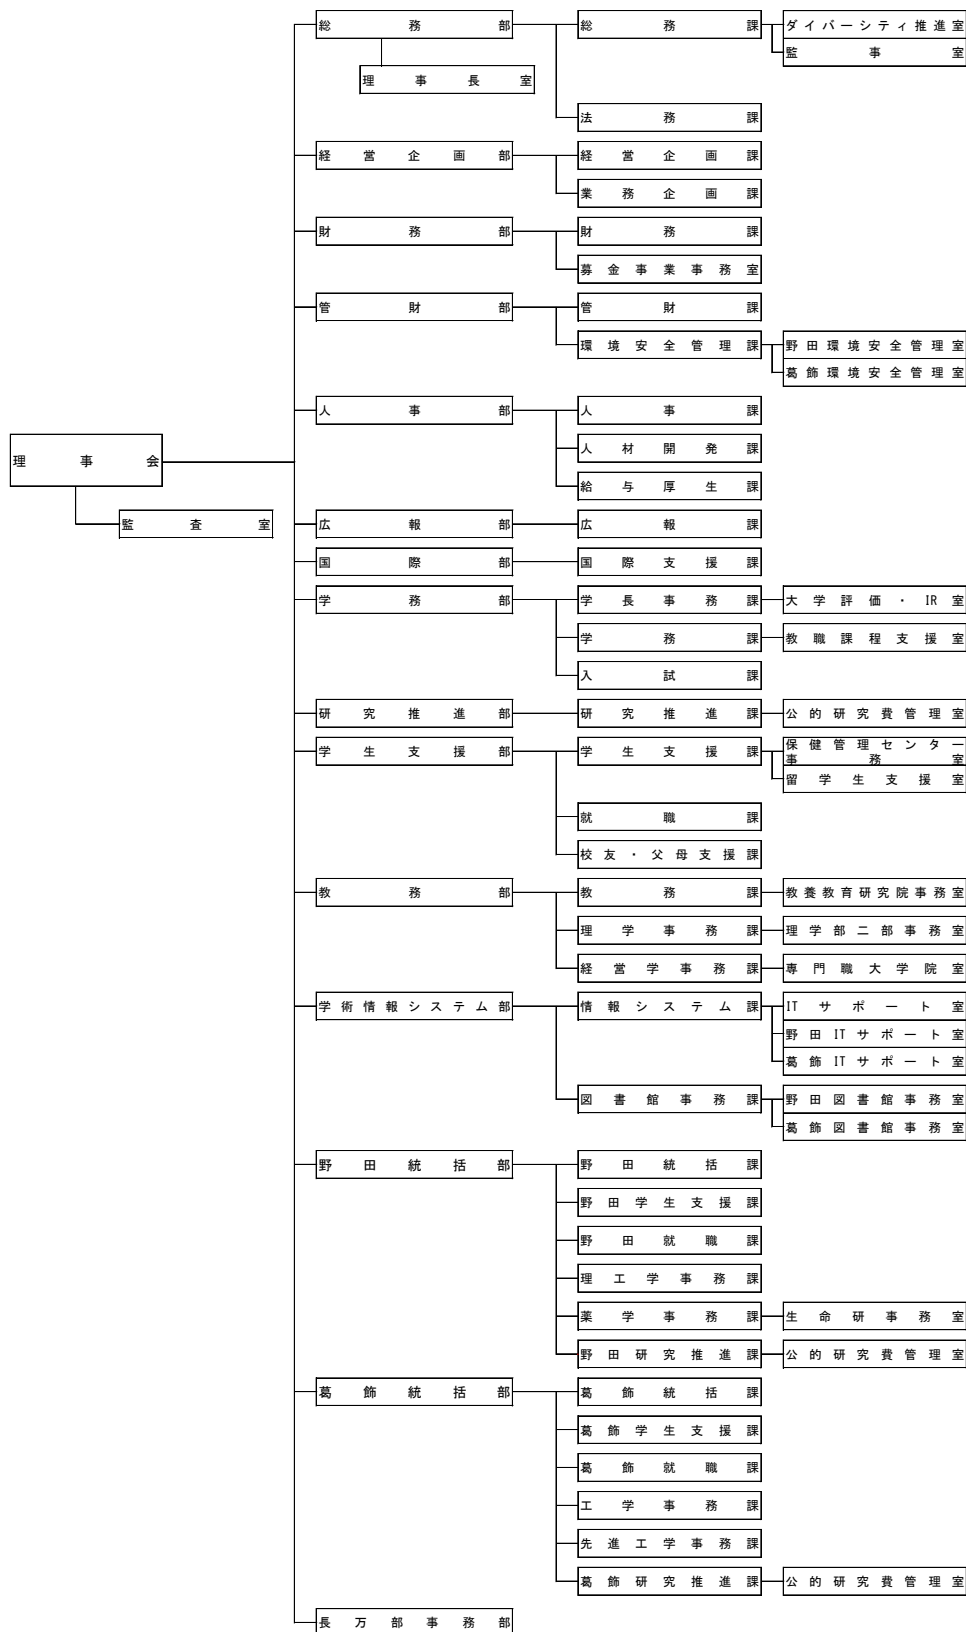 総務部 総務課 ダイバーシティ推進室
監事室
理事長室
法務課
経営企画部 経営企画課
業務企画課
財務部 財務課
募金事業事務室
管財部 管財課
環境安全管理課 野田環境安全管理室
葛飾環境安全管理室
人事部 人事課
人材開発課
理事会
給与厚生課
監査室 広報部 広報課
国際部 国際支援課
学務部 学長事務課 大学評価・IR室
学務課 教職課程支援室
入試課
研究推進部 研究推進課 公的研究費管理室
学生支援部 学生支援課 保健管理センター
事務室
留学生支援室
就職課
校友・父母支援課
教務部 教務課 教養教育研究院事務室
理学事務課 理学部二部事務室
経営学事務課 専門職大学院室
学術情報システム部 情報システム課 ITサポート室
野田ITサポート室
葛飾ITサポート室
図書館事務課 野田図書館事務室
葛飾図書館事務室
野田統括部 野田統括課
野田学生支援課
野田就職課
理工学事務課
薬学事務課 生命研事務室
野田研究推進課 公的研究費管理室
葛飾統括部 葛飾統括課
葛飾学生支援課
葛飾就職課
工学事務課
先進工学事務課
葛飾研究推進課 公的研究費管理室
長万部事務部